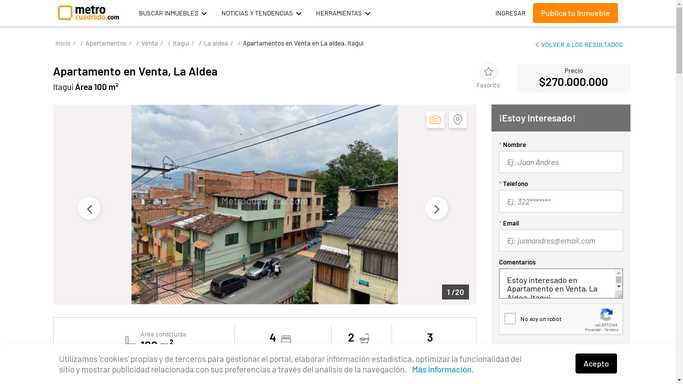 metro
cuadrado.com
BUSCAR INMUEBLES
NOTICIAS Y TENDENCIAS
HERRAMIENTAS
INGRESAR
Publica tu inmueble
Inicio / / Apartamentos / / Venta / / Itagui / / La aldea / / Apartamentos en Venta en La aldea, Itagui
VOLVER A LOS RESULTADOS
Apartamento en Venta, La Aldea
Itagui Área 100 m²
Favorito
Precio
$270.000.000
Metrocuadrado.com
1 / 20
¡Estoy Interesado!
* Nombre
Ej: Juan Andres
* Telefono
Ej: 322*******
* Email
Ej: juanandres@email.com
Comentarios
Estoy interesado en
Apartamento en Venta, La
Aldea, Itagui
No soy un robot
reCAPTCHA
Privacidad - Términos
Área construida
100 m²
4
2
3
Utilizamos 'cookies' propias y de terceros para gestionar el portal, elaborar información estadística, optimizar la funcionalidad del
sitio y mostrar publicidad relacionada con sus preferencias a través del análisis de la navegación. Más información.
Acepto